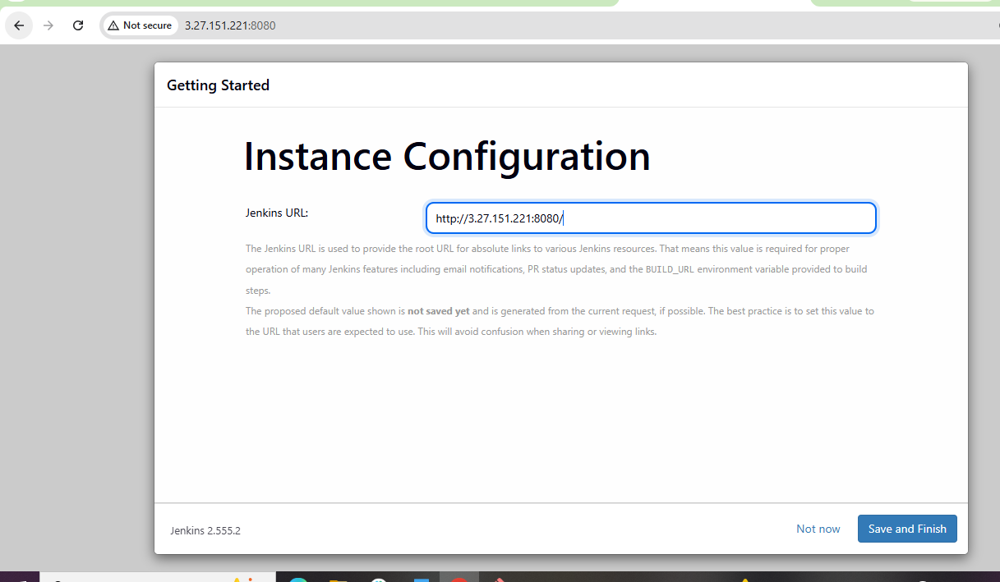 Not secure 3.27.151.221:8080
Getting Started
Instance Configuration
Jenkins URL:
http://3.27.151.221:8080/
The Jenkins URL is used to provide the root URL for absolute links to various Jenkins resources. That means this value is required for proper
operation of many Jenkins features including email notifications, PR status updates, and the BUILD_URL environment variable provided to build
steps.
The proposed default value shown is not saved yet and is generated from the current request, if possible. The best practice is to set this value to
the URL that users are expected to use. This will avoid confusion when sharing or viewing links.
Jenkins 2.555.2
Not now
Save and Finish